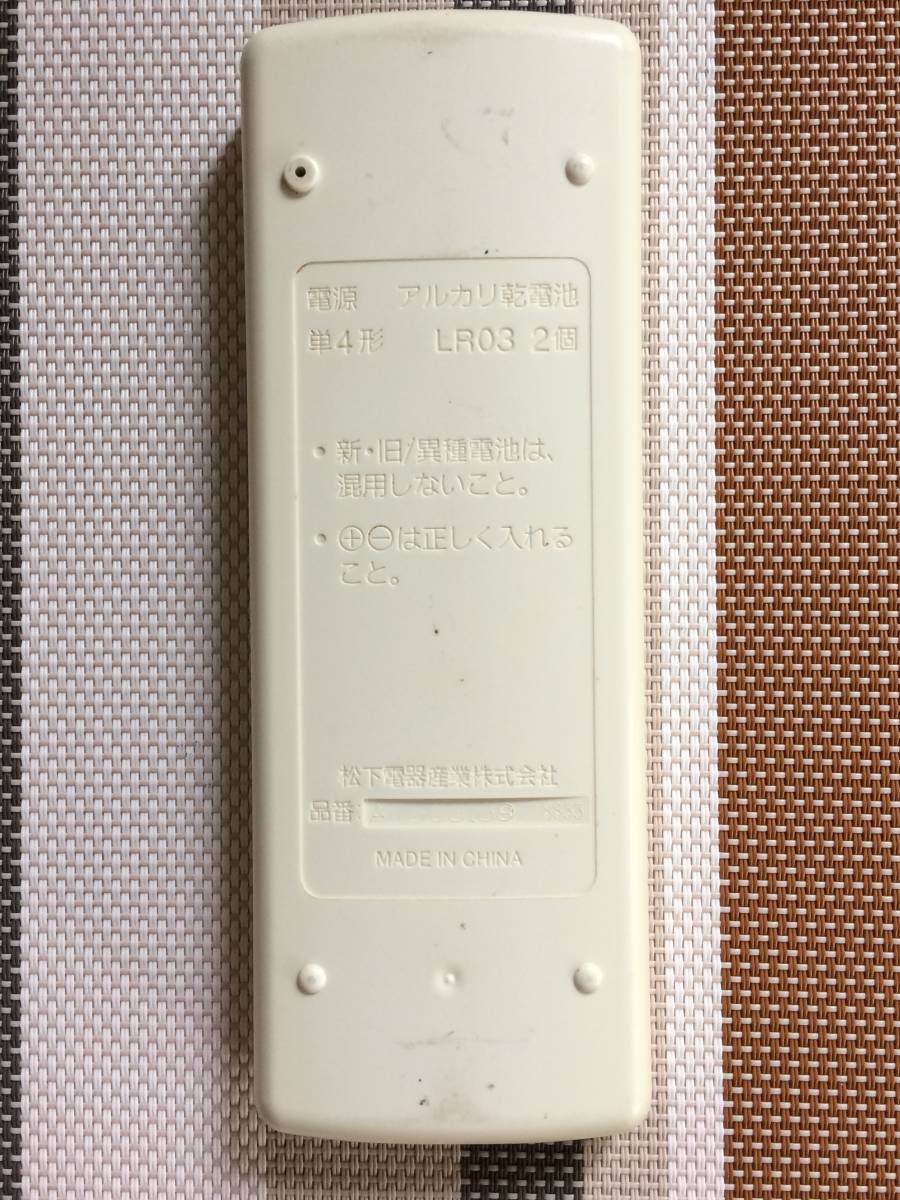 電源 アルカリ乾電池
単4形 LR03 2個
・新・旧/異種電池は、
混用しないこと。
・⊕⊖は正しく入れる
こと。
松下電器産業株式会社
品番:
MADE IN CHINA